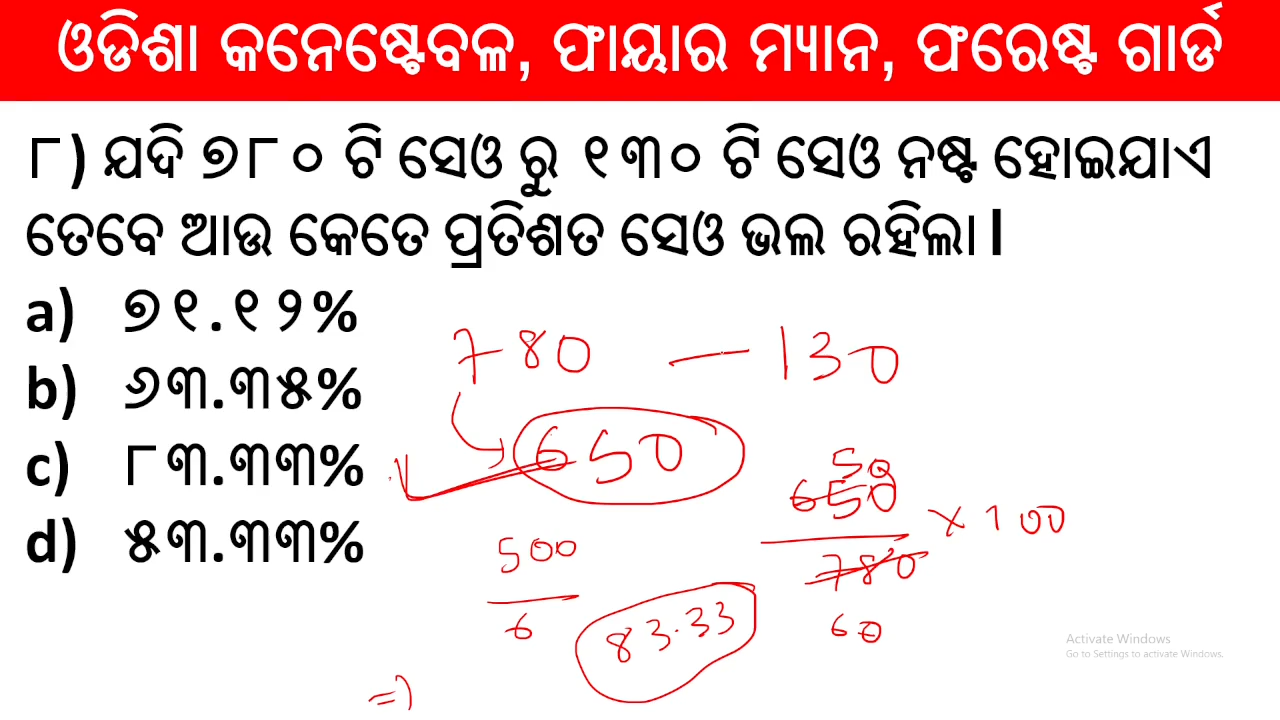 ଓଡିଶା କନେଷ୍ଟେବଳ, ଫାୟାର ମ୍ୟାନ, ଫରେଷ୍ଟ ଗାର୍ଡ
୮) ଯଦି ୭୮୦ ଟି ସେଓ ରୁ ୧୩୦ ଟି ସେଓ ନଷ୍ଟ ହୋଇଯାଏ
ତେବେ ଆଉ କେତେ ପ୍ରତିଶତ ସେଓ ଭଲ ରହିଲା l
a) ୭୧.୧୨%
b) ୬୩.୩୫%
c) ୮୩.୩୩%
d) ୫୩.୩୩%
780 — 130
650
50
650
780 × 100
60
500
6
83.33
=)
Activate Windows
Go to Settings to activate Windows.